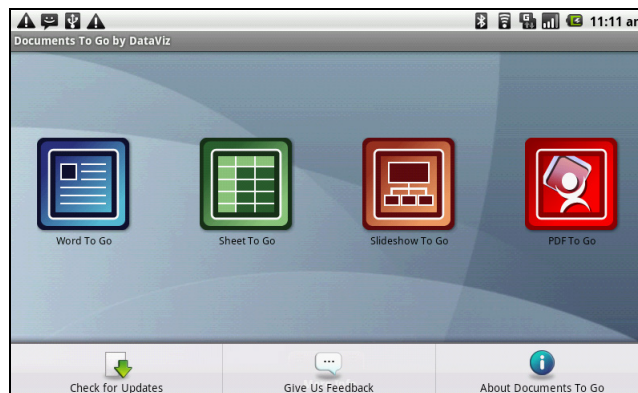 11:11 am
Documents To Go by DataViz
Word To Go
Sheet To Go
Slideshow To Go
PDF To Go
Check for Updates
Give Us Feedback
About Documents To Go